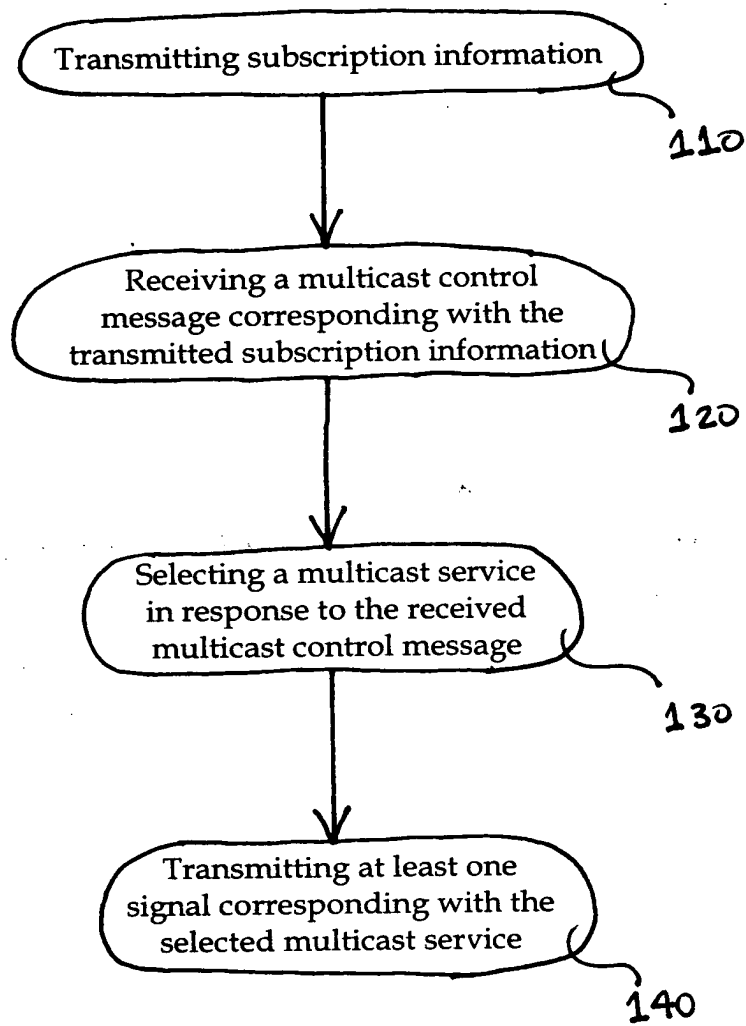 Transmitting subscription information
110
Receiving a multicast control
message corresponding with the
transmitted subscription information
120
Selecting a multicast service
in response to the received
multicast control message
130
Transmitting at least one
signal corresponding with the
selected multicast service
140